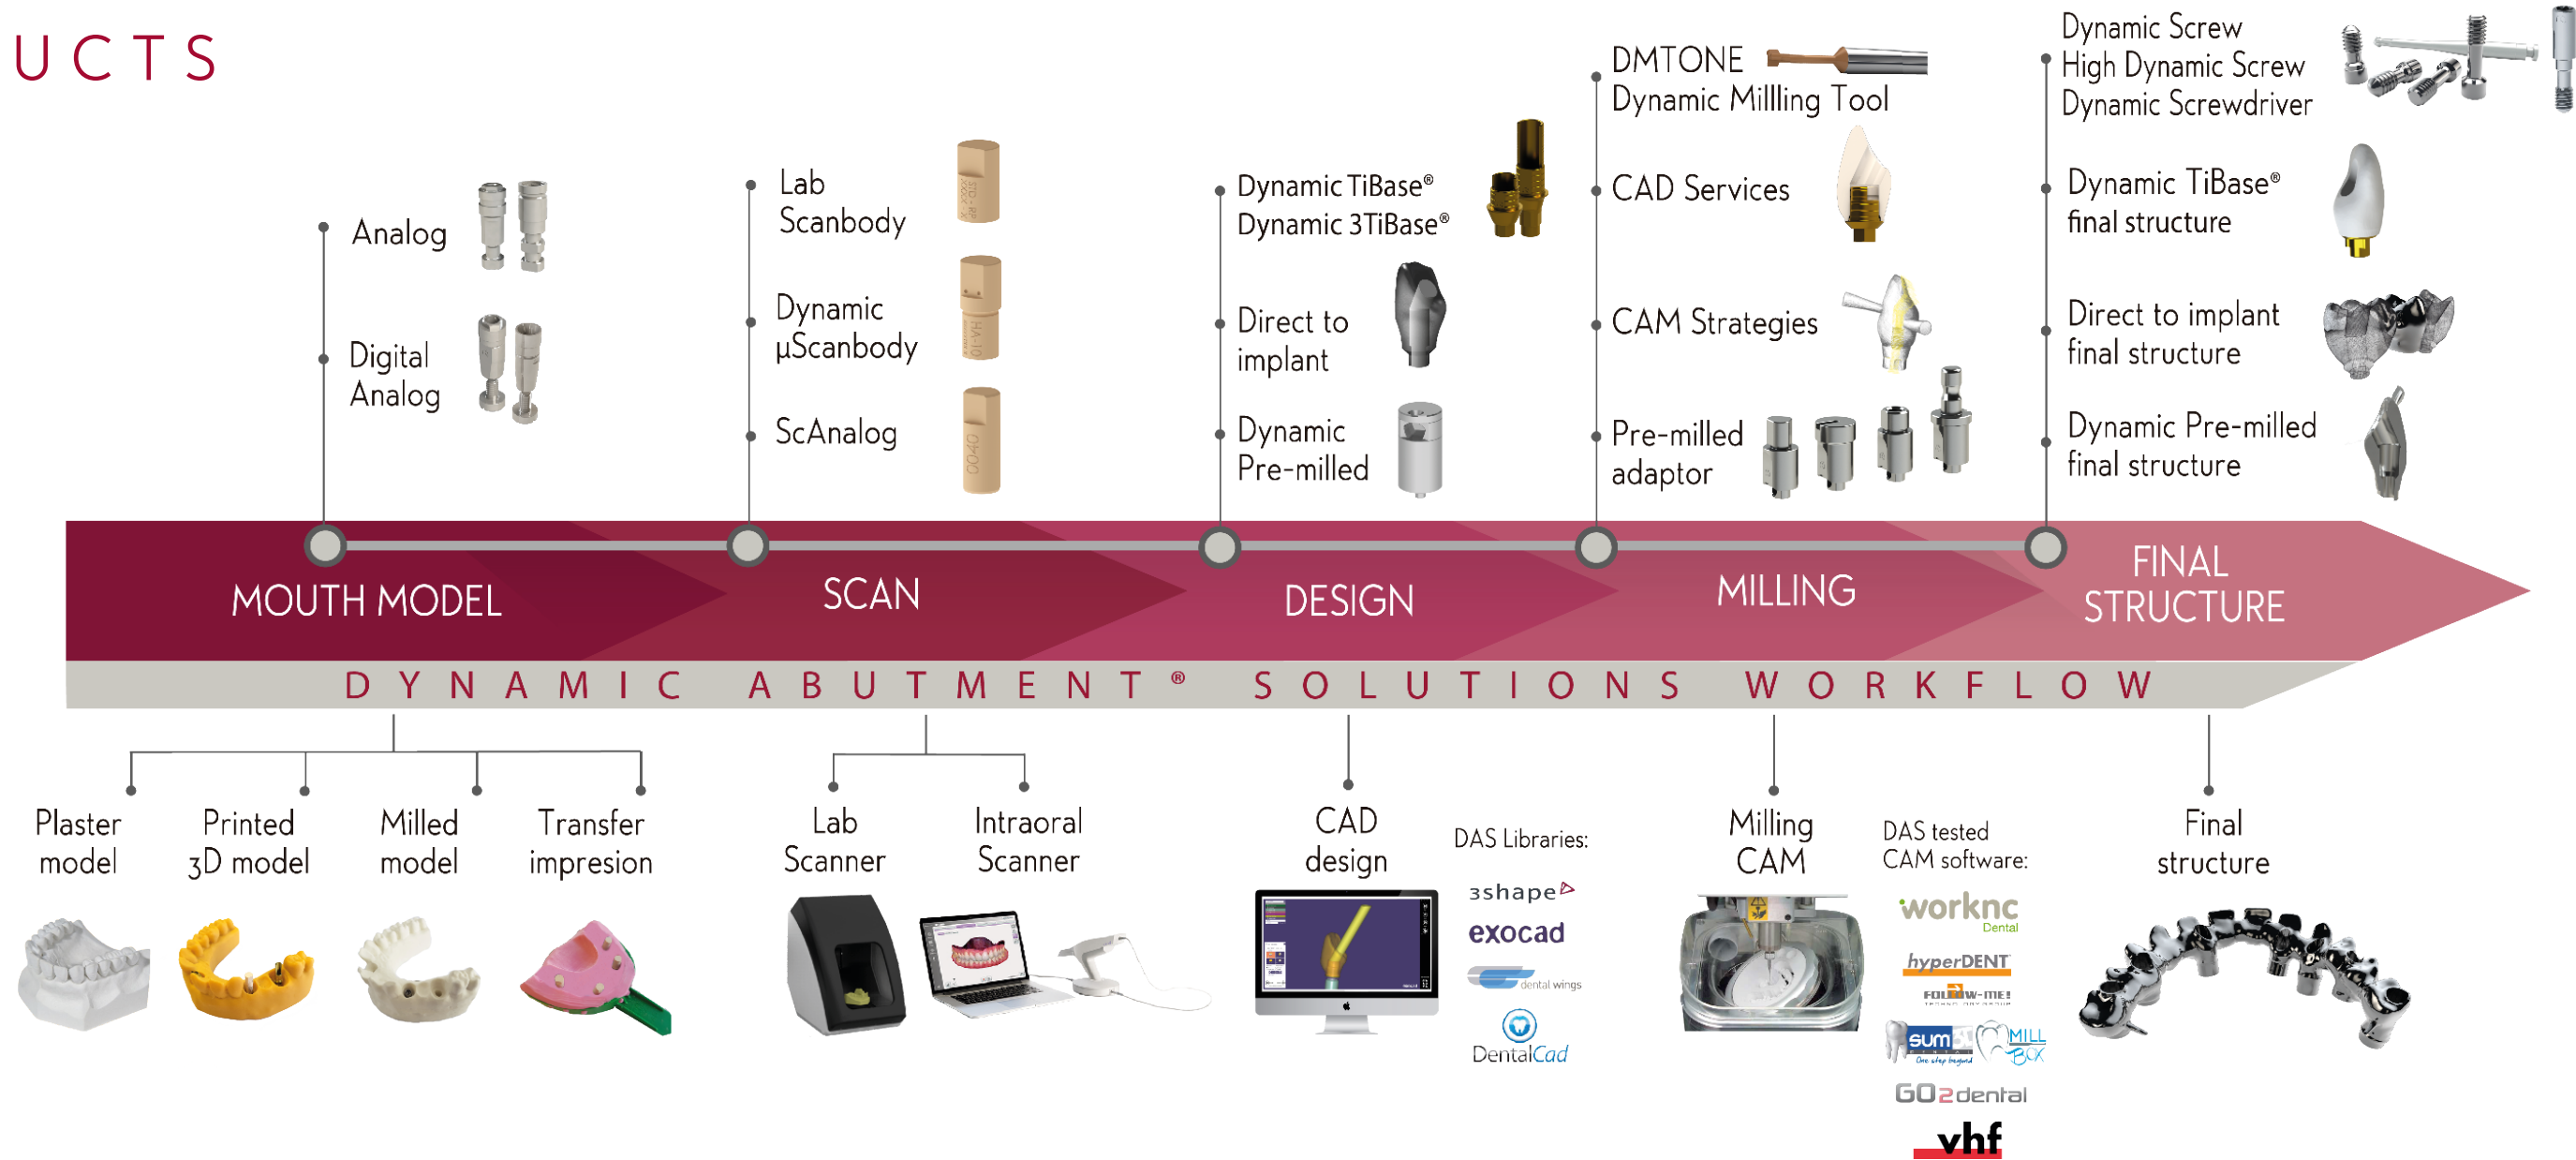 UCTS
Analog
Digital
Analog
Lab
Scanbody
Dynamic
µScanbody
ScAnalog
Dynamic TiBase®
Dynamic 3TiBase®
Direct to
implant
Dynamic
Pre-milled
DMTONE
Dynamic Millling Tool
CAD Services
CAM Strategies
Pre-milled
adaptor
Dynamic Screw
High Dynamic Screw
Dynamic Screwdriver
Dynamic TiBase®
final structure
Direct to implant
final structure
Dynamic Pre-milled
final structure
MOUTH MODEL
SCAN
DESIGN
MILLING
FINAL
STRUCTURE
DYNAMIC ABUTMENT® SOLUTIONS WORKFLOW
Plaster
model
Printed
3D model
Milled
model
Transfer
impresion
Lab
Scanner
Intraoral
Scanner
CAD
design
DAS Libraries:
3shape
exocad
dental wings
DentalCad
Milling
CAM
DAS tested
CAM software:
worknc
Dental
hyperDENT
FOLLOW-ME!
sum3D
DENTAL
One step beyond
MILL
BOX
GO2dental
vhf
Final
structure